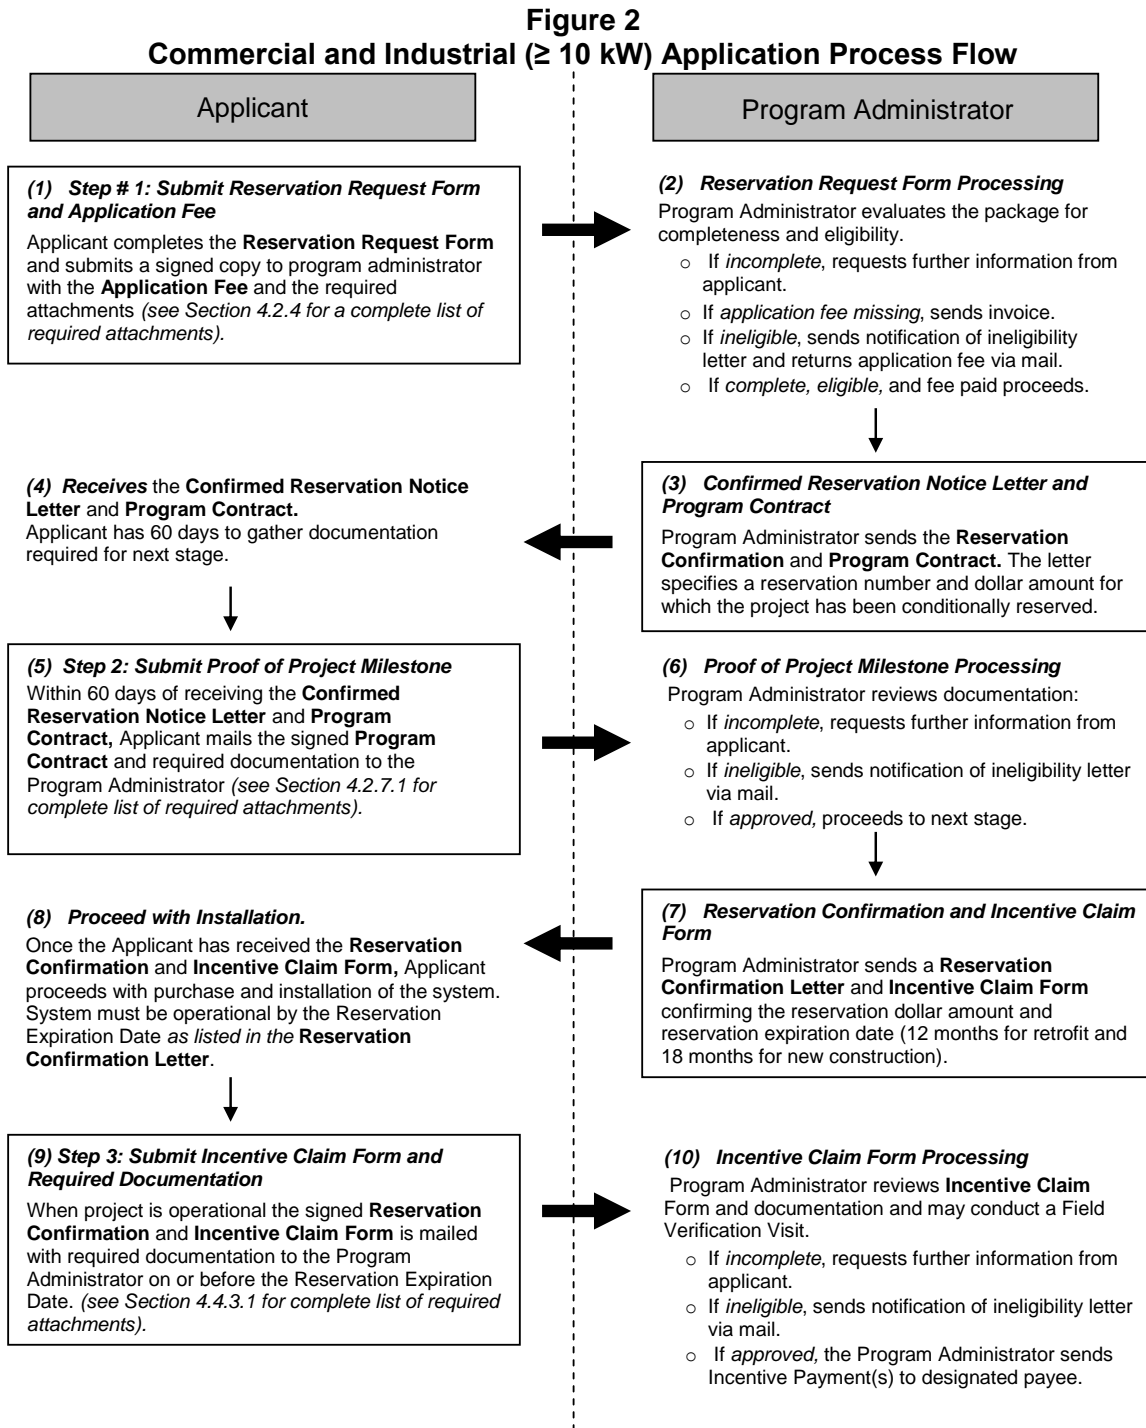 Figure 2
Commercial and Industrial (≥ 10 kW) Application Process Flow
Applicant
Program Administrator
(1) Step # 1: Submit Reservation Request Form
and Application Fee
Applicant completes the Reservation Request Form
and submits a signed copy to program administrator
with the Application Fee and the required
attachments (see Section 4.2.4 for a complete list of
required attachments).
(2) Reservation Request Form Processing
Program Administrator evaluates the package for
completeness and eligibility.
o If incomplete, requests further information from
applicant.
o If application fee missing, sends invoice.
o If ineligible, sends notification of ineligibility
letter and returns application fee via mail.
o If complete, eligible, and fee paid proceeds.
(3) Confirmed Reservation Notice Letter and
Program Contract
Program Administrator sends the Reservation
Confirmation and Program Contract. The letter
specifies a reservation number and dollar amount for
which the project has been conditionally reserved.
(4) Receives the Confirmed Reservation Notice
Letter and Program Contract.
Applicant has 60 days to gather documentation
required for next stage.
(5) Step 2: Submit Proof of Project Milestone
Within 60 days of receiving the Confirmed
Reservation Notice Letter and Program
Contract, Applicant mails the signed Program
Contract and required documentation to the
Program Administrator (see Section 4.2.7.1 for
complete list of required attachments).
(6) Proof of Project Milestone Processing
Program Administrator reviews documentation:
o If incomplete, requests further information from
applicant.
o If ineligible, sends notification of ineligibility letter
via mail.
o If approved, proceeds to next stage.
(7) Reservation Confirmation and Incentive Claim
Form
Program Administrator sends a Reservation
Confirmation Letter and Incentive Claim Form
confirming the reservation dollar amount and
reservation expiration date (12 months for retrofit and
18 months for new construction).
(8) Proceed with Installation.
Once the Applicant has received the Reservation
Confirmation and Incentive Claim Form, Applicant
proceeds with purchase and installation of the system.
System must be operational by the Reservation
Expiration Date as listed in the Reservation
Confirmation Letter.
(9) Step 3: Submit Incentive Claim Form and
Required Documentation
When project is operational the signed Reservation
Confirmation and Incentive Claim Form is mailed
with required documentation to the Program
Administrator on or before the Reservation Expiration
Date. (see Section 4.4.3.1 for complete list of required
attachments).
(10) Incentive Claim Form Processing
Program Administrator reviews Incentive Claim
Form and documentation and may conduct a Field
Verification Visit.
o If incomplete, requests further information from
applicant.
o If ineligible, sends notification of ineligibility letter
via mail.
o If approved, the Program Administrator sends
Incentive Payment(s) to designated payee.